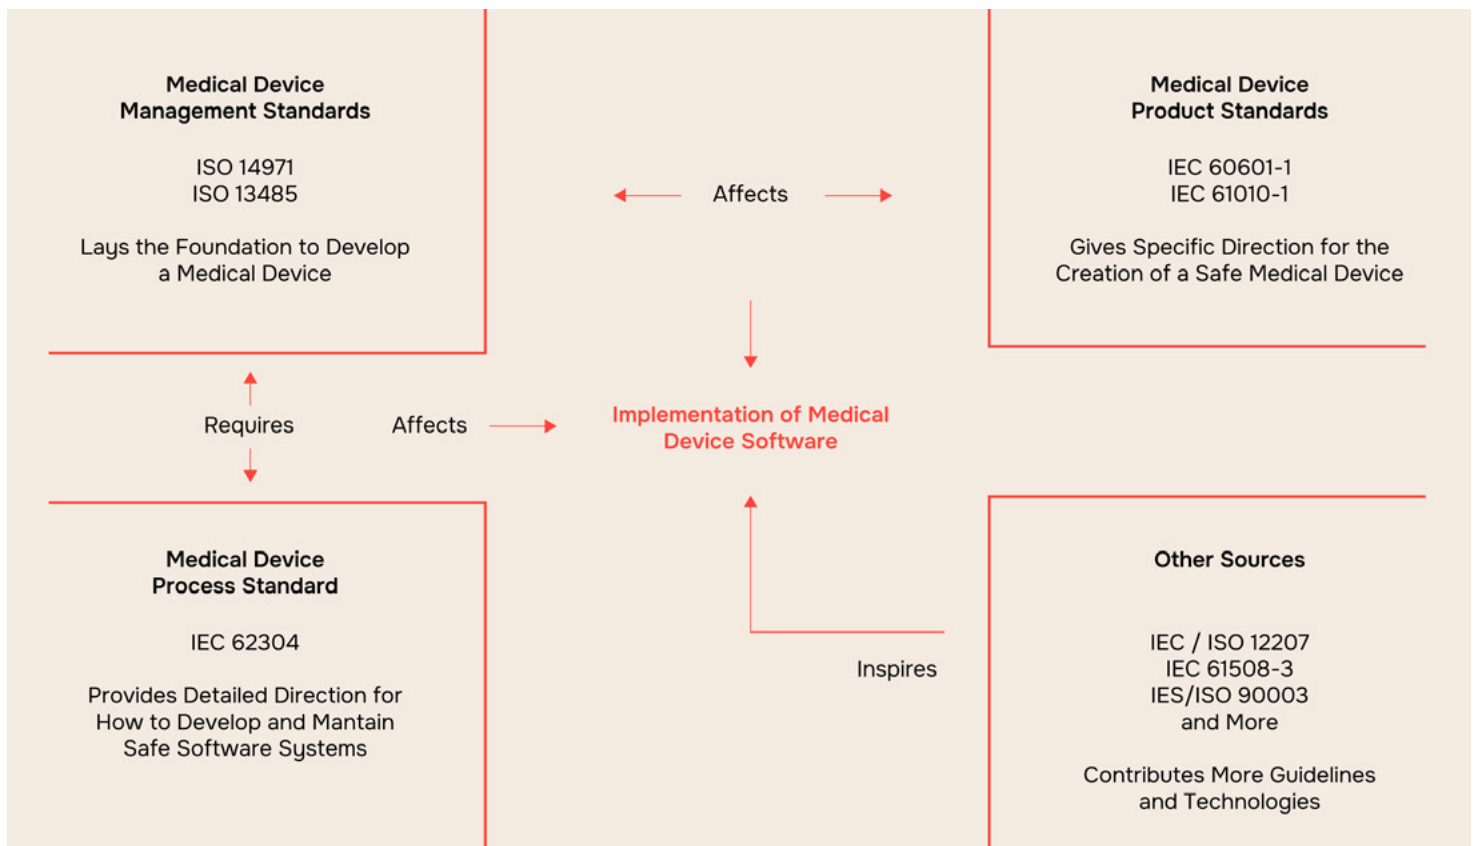 Medical Device
Management Standards
ISO 14971
ISO 13485
Lays the Foundation to Develop
a Medical Device
Affects
Medical Device
Product Standards
IEC 60601-1
IEC 61010-1
Gives Specific Direction for the
Creation of a Safe Medical Device
Requires
Affects
Implementation of Medical
Device Software
Medical Device
Process Standard
IEC 62304
Provides Detailed Direction for
How to Develop and Mantain
Safe Software Systems
Inspires
Other Sources
IEC / ISO 12207
IEC 61508-3
IES/ISO 90003
and More
Contributes More Guidelines
and Technologies